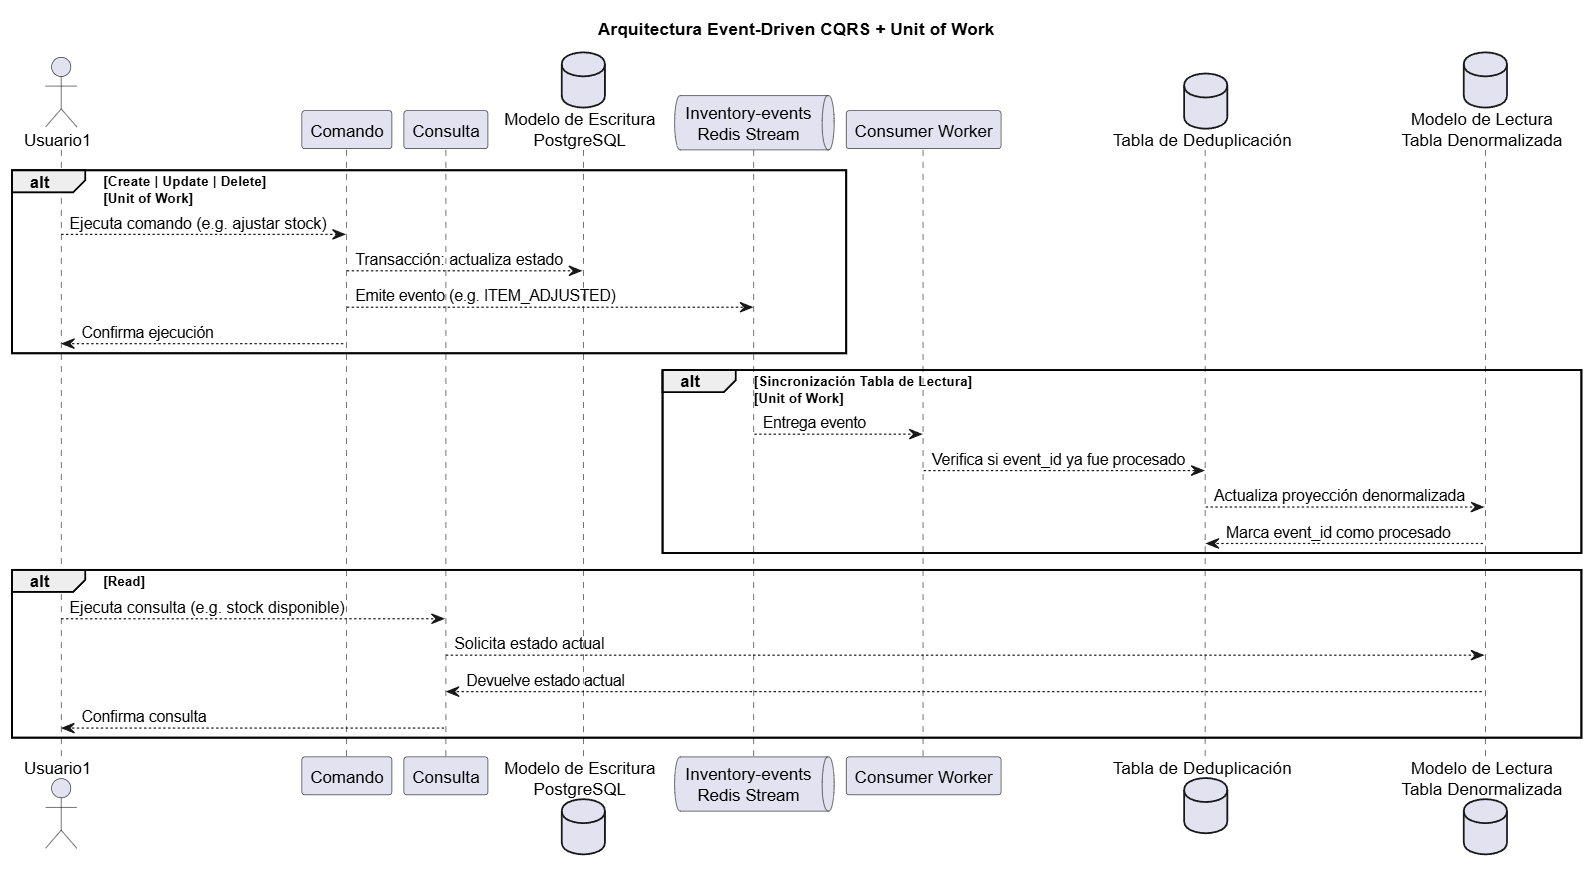 Arquitectura Event-Driven CQRS + Unit of Work
Usuario1
Comando
Consulta
Modelo de Escritura
PostgreSQL
Inventory-events
Redis Stream
Consumer Worker
Tabla de Deduplicación
Modelo de Lectura
Tabla Denormalizada
alt
[Create | Update | Delete]
[Unit of Work]
Ejecuta comando (e.g. ajustar stock)
Transacción: actualiza estado
Emite evento (e.g. ITEM_ADJUSTED)
Confirma ejecución
alt
[Sincronización Tabla de Lectura]
[Unit of Work]
Entrega evento
Verifica si event_id ya fue procesado
Actualiza proyección denormalizada
Marca event_id como procesado
alt
[Read]
Ejecuta consulta (e.g. stock disponible)
Solicita estado actual
Devuelve estado actual
Confirma consulta
Usuario1
Comando
Consulta
Modelo de Escritura
PostgreSQL
Inventory-events
Redis Stream
Consumer Worker
Tabla de Deduplicación
Modelo de Lectura
Tabla Denormalizada